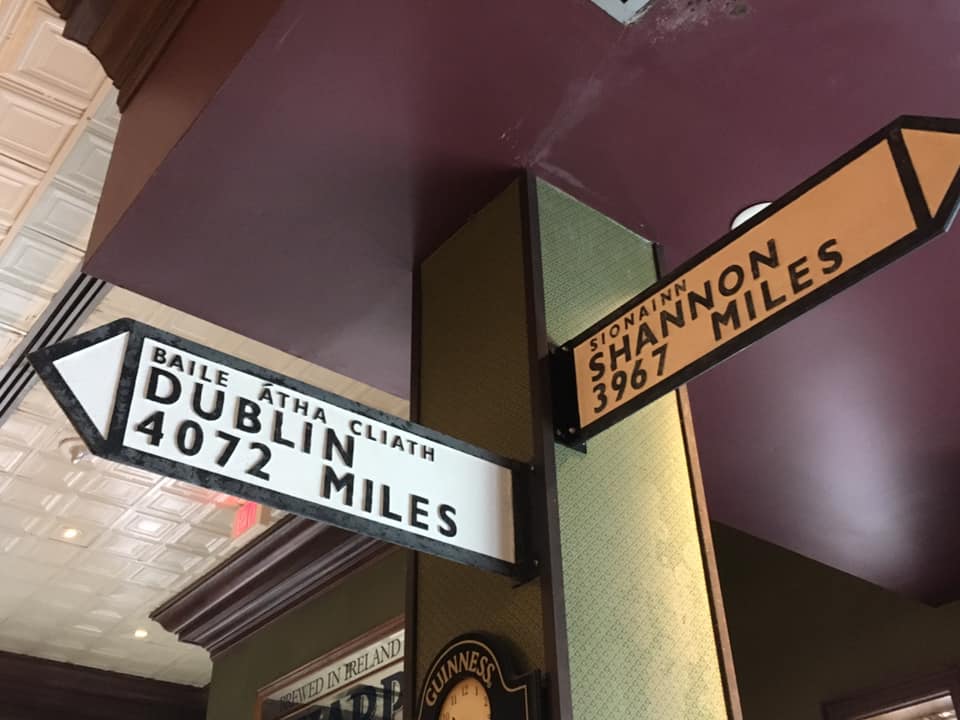 BAILE ÁTHA CLIATH
DUBLIN
4072 MILES
SIONAINN
SHANNON
3967 MILES
BREWED IN IRELAND
GUINNESS